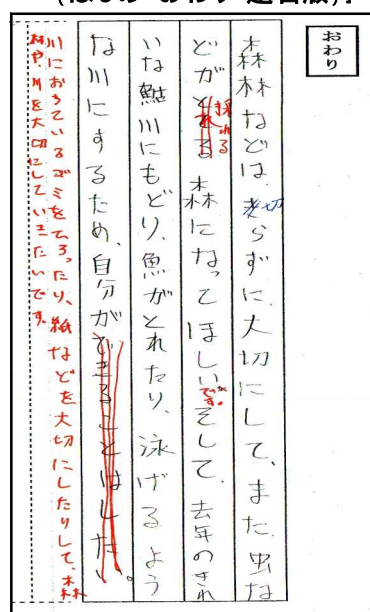 おわり
森林などは、切らずに、大切にして、また、虫な
採れる
どがとれる森になってほしいです。そして、去年のきれ
いな鮎川にもどり、魚がとれたり、泳げるよう
な川にするため、自分ができることはしたい。
川におちているゴミをひろったり、紙などを大切にしたりして、森
林や、川を大切にしていきたいです。